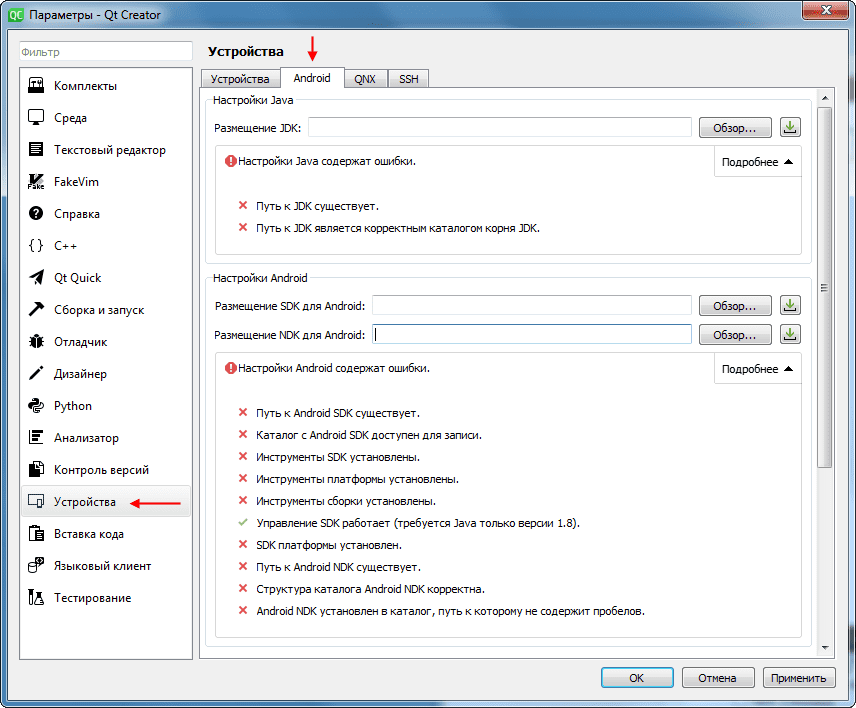 QC Параметры - Qt Creator
Фильтр
Комплекты
Среда
Текстовый редактор
Fake
FakeVim
Справка
{} C++
Qt Quick
Сборка и запуск
Отладчик
Дизайнер
Python
Анализатор
Контроль версий
Устройства
Вставка кода
Языковый клиент
Тестирование
Устройства
Устройства Android QNX SSH
Настройки Java
Размещение JDK: Обзор...
Настройки Java содержат ошибки. Подробнее
Путь к JDK существует.
Путь к JDK является корректным каталогом корня JDK.
Настройки Android
Размещение SDK для Android: Обзор...
Размещение NDK для Android: Обзор...
Настройки Android содержат ошибки. Подробнее
Путь к Android SDK существует.
Каталог с Android SDK доступен для записи.
Инструменты SDK установлены.
Инструменты платформы установлены.
Инструменты сборки установлены.
Управление SDK работает (требуется Java только версии 1.8).
SDK платформы установлен.
Путь к Android NDK существует.
Структура каталога Android NDK корректна.
Android NDK установлен в каталог, путь к которому не содержит пробелов.
OK Отмена Применить